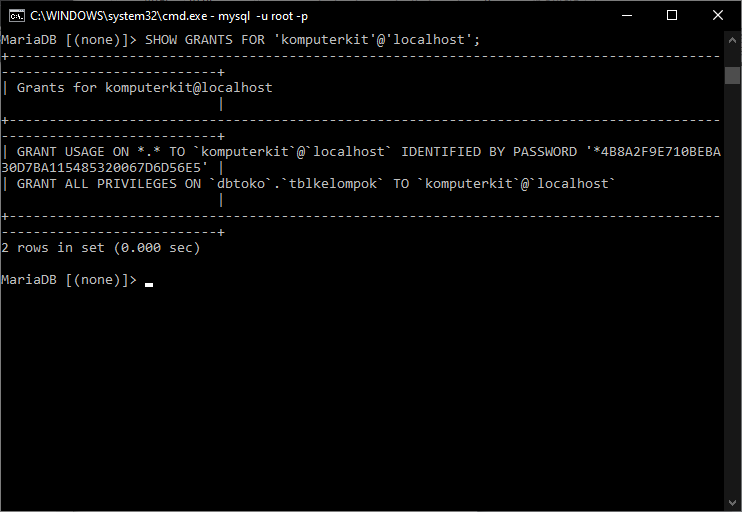 C:\WINDOWS\system32\cmd.exe - mysql -u root -p
MariaDB [(none)]> SHOW GRANTS FOR 'komputerkit'@'localhost';
+------------------------------------------------------------------------------------------
---------------------------+
| Grants for komputerkit@localhost
                           |
+------------------------------------------------------------------------------------------
---------------------------+
| GRANT USAGE ON *.* TO `komputerkit`@`localhost` IDENTIFIED BY PASSWORD '*4B8A2F9E710BEBA
30D7BA115485320067D6D56E5' |
| GRANT ALL PRIVILEGES ON `dbtoko`.`tblkelompok` TO `komputerkit`@`localhost`
                           |
+------------------------------------------------------------------------------------------
---------------------------+
2 rows in set (0.000 sec)
MariaDB [(none)]>